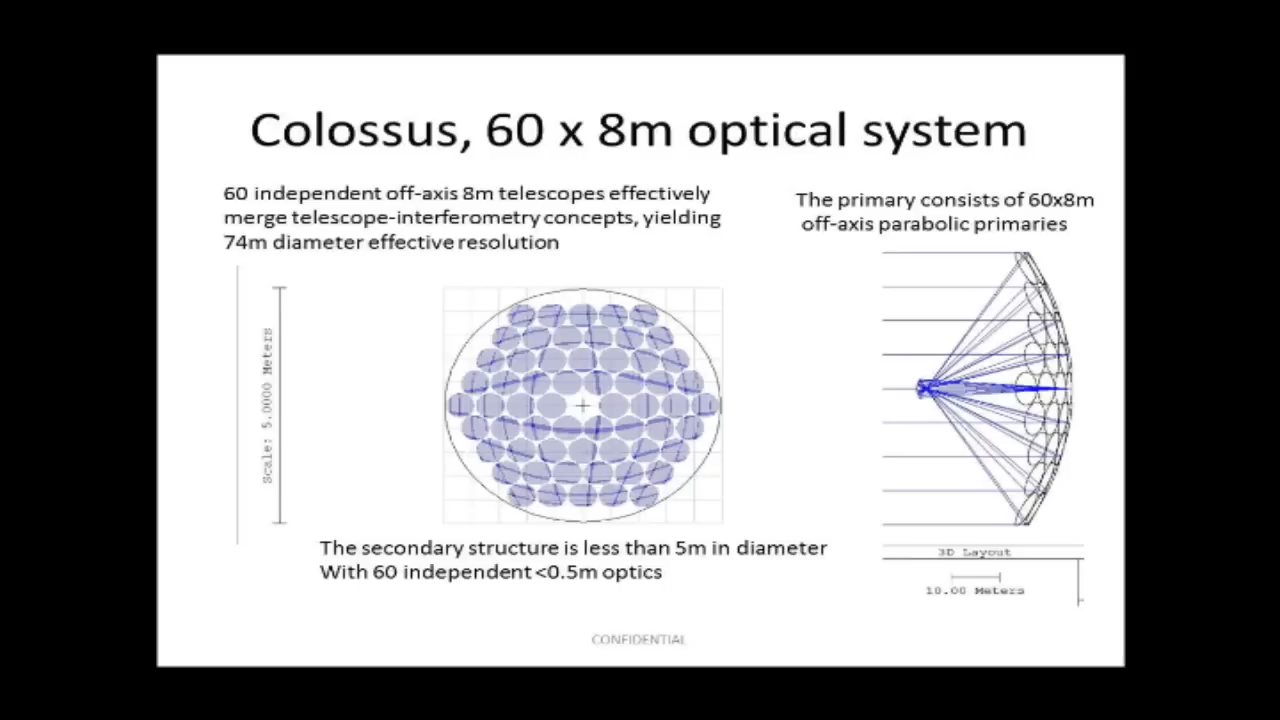 Colossus, 60 x 8m optical system
60 independent off-axis 8m telescopes effectively
merge telescope-interferometry concepts, yielding
74m diameter effective resolution
The primary consists of 60x8m
off-axis parabolic primaries
Scale: 5.0000 Meters
The secondary structure is less than 5m in diameter
With 60 independent <0.5m optics
3D Layout
10.00 Meters
CONFIDENTIAL